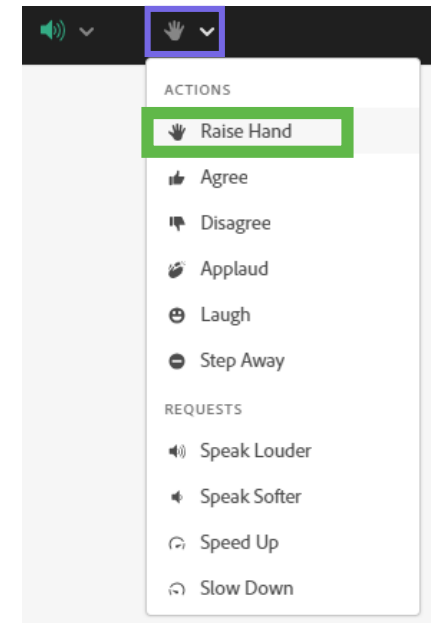 ACTIONS
Raise Hand
Agree
Disagree
Applaud
Laugh
Step Away
REQUESTS
Speak Louder
Speak Softer
Speed Up
Slow Down